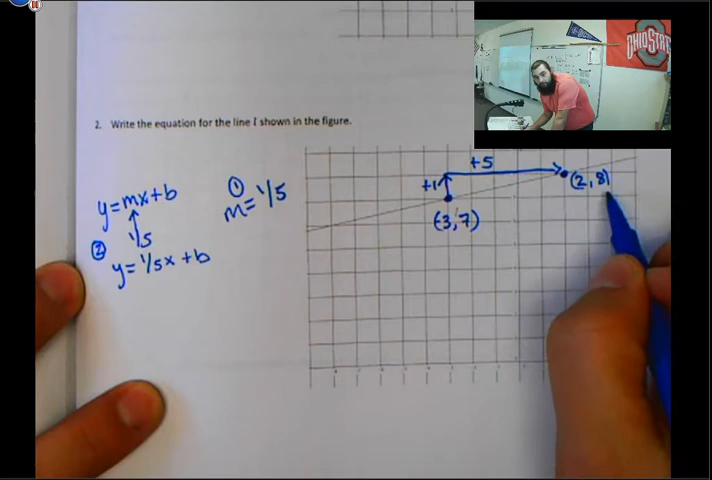 OHIO STATE
2. Write the equation for the line l shown in the figure.
+5
+1
(2,8)
(3,7)
① m = 1/5
y = mx + b
1/5
② y = 1/5x + b